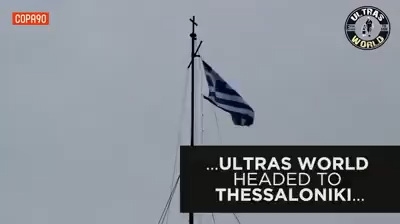 COPA90
ULTRAS
WORLD
...ULTRAS WORLD
HEADED TO
THESSALONIKI...